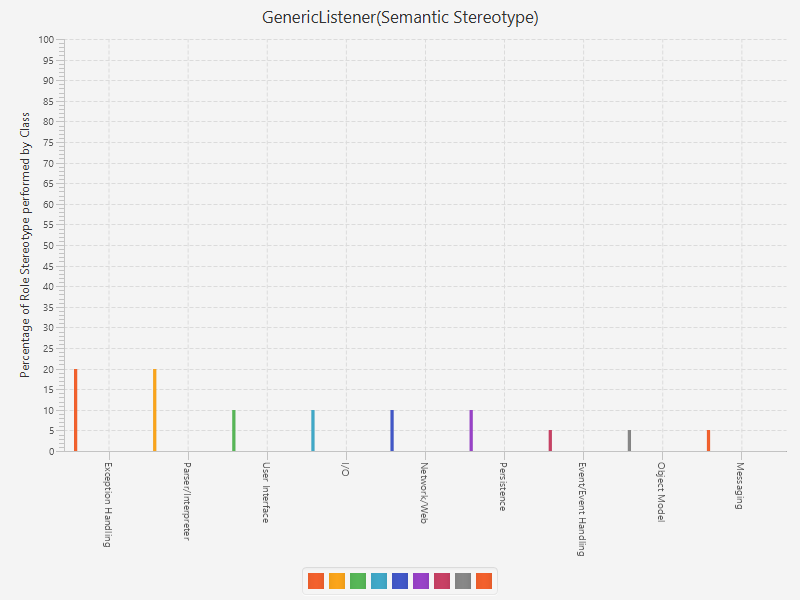 GenericListener(Semantic Stereotype)
Percentage of Role Stereotype performed by Class
100
95
90
85
80
75
70
65
60
55
50
45
40
35
30
25
20
15
10
5
0
Exception Handling
Parser/Interpreter
User Interface
I/O
Network/Web
Persistence
Event/Event Handling
Object Model
Messaging